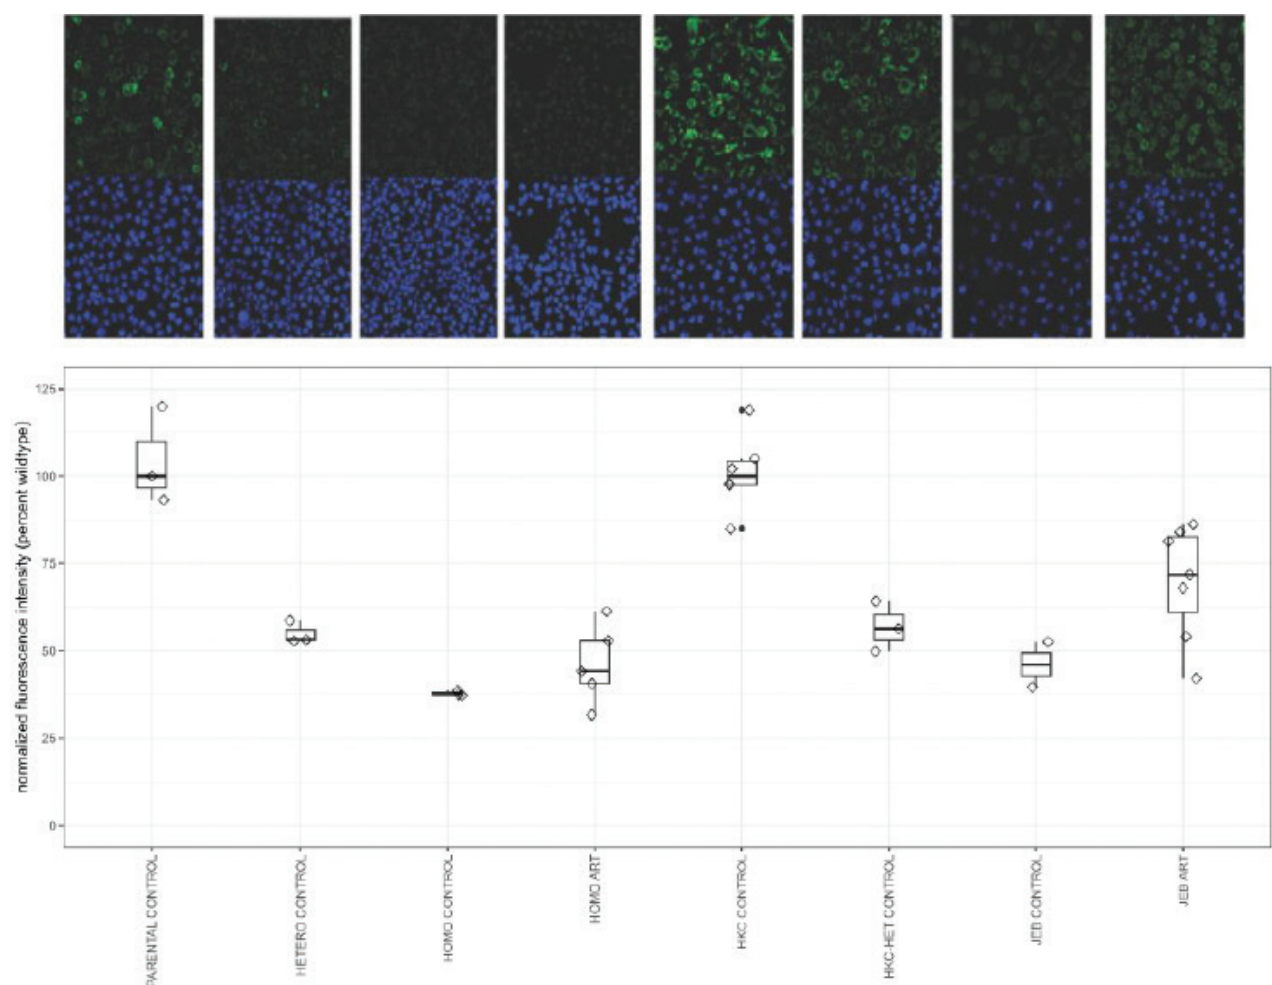 normalized fluorescence intensity (percent wildtype)
125
100
75
50
25
0
PARENTAL CONTROL
HETERO CONTROL
HOMO CONTROL
HOMO ART
HKC CONTROL
HKC-HET CONTROL
JEB CONTROL
JEB ART